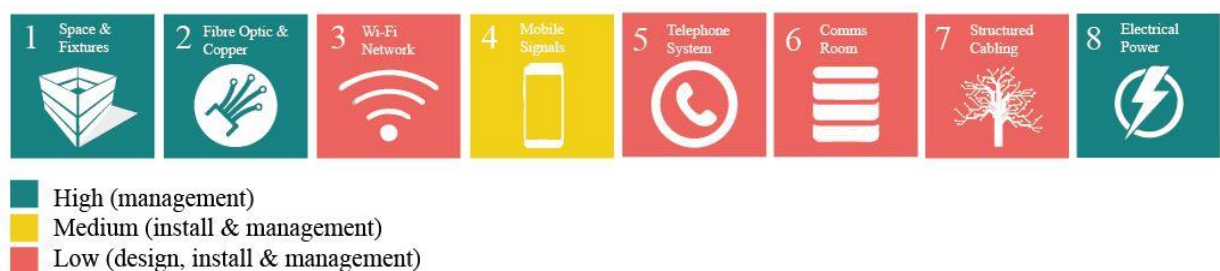 1 Space &
Fixtures
2 Fibre Optic &
Copper
3 Wi-Fi
Network
4 Mobile
Signals
5 Telephone
System
6 Comms
Room
7 Structured
Cabling
8 Electrical
Power
High (management)
Medium (install & management)
Low (design, install & management)